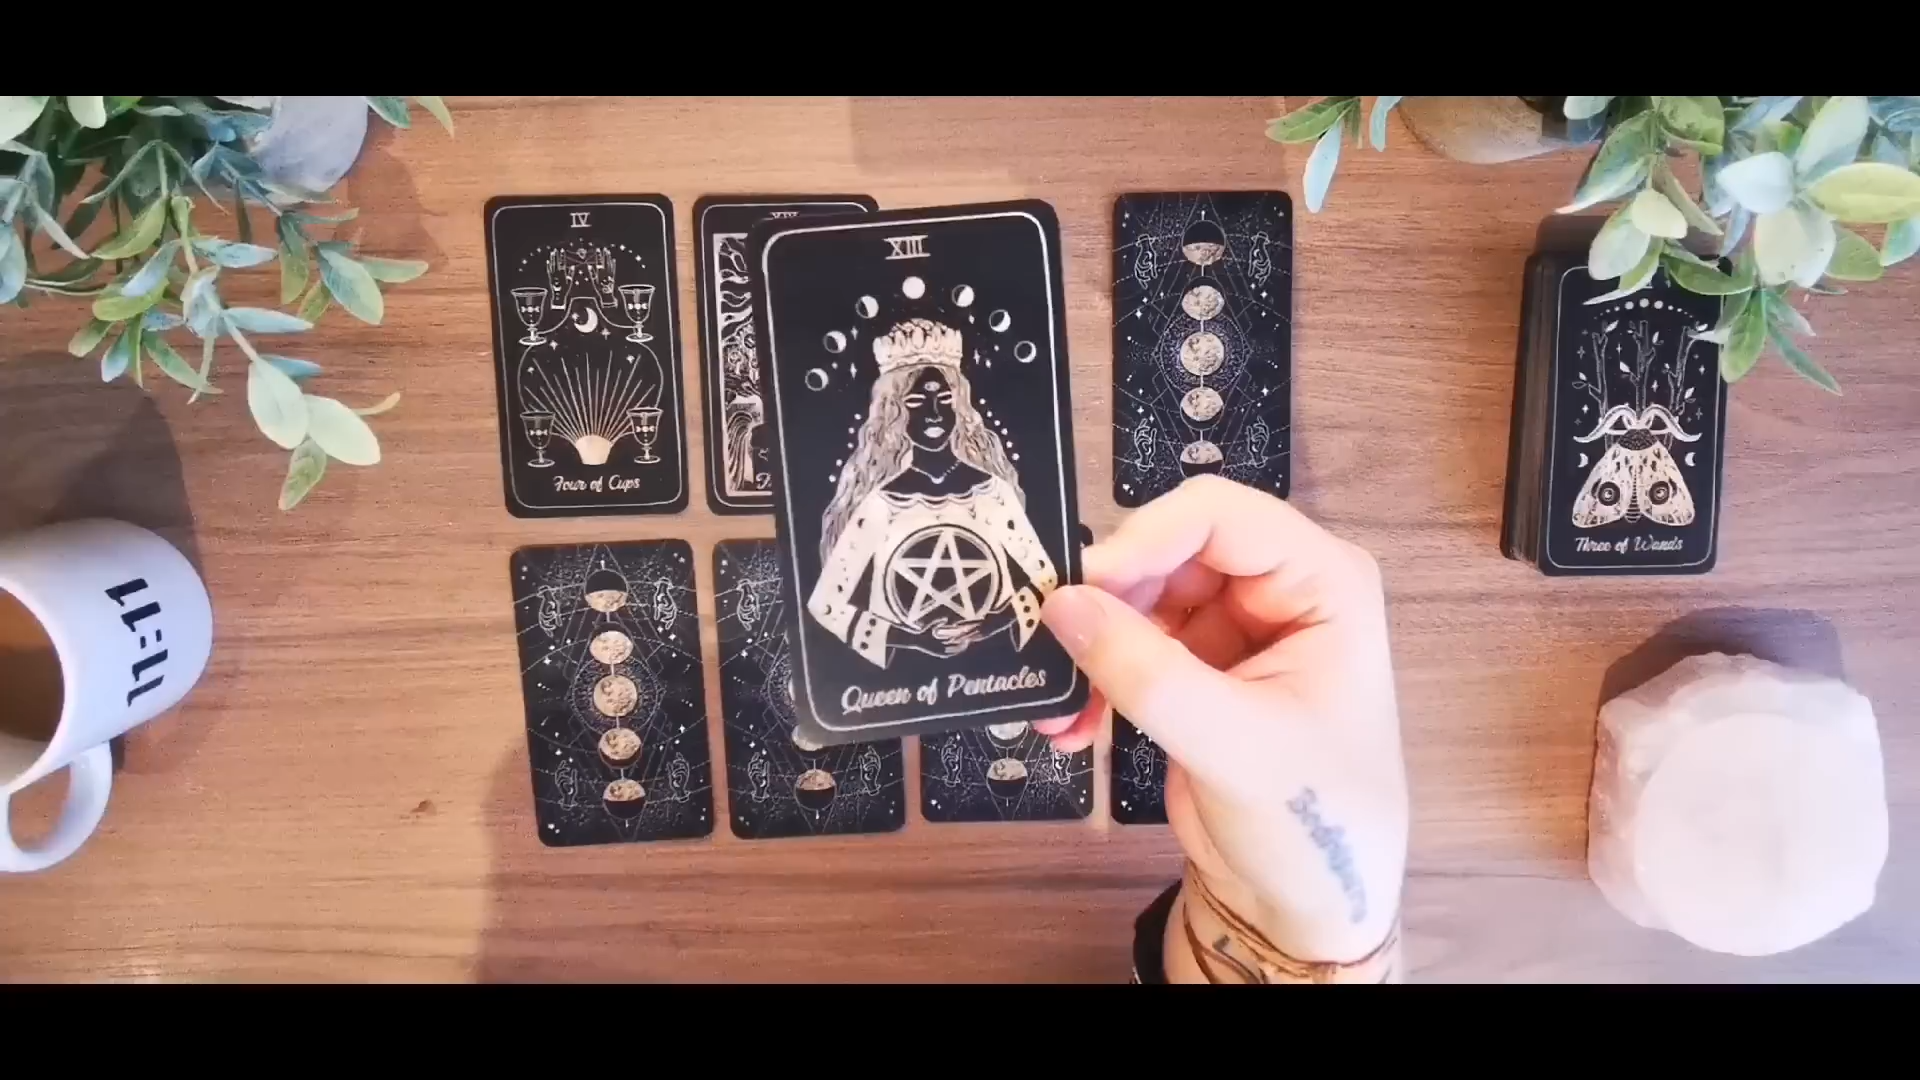 IV
Four of Cups
XIII
Queen of Pentacles
Three of Wands
11:11